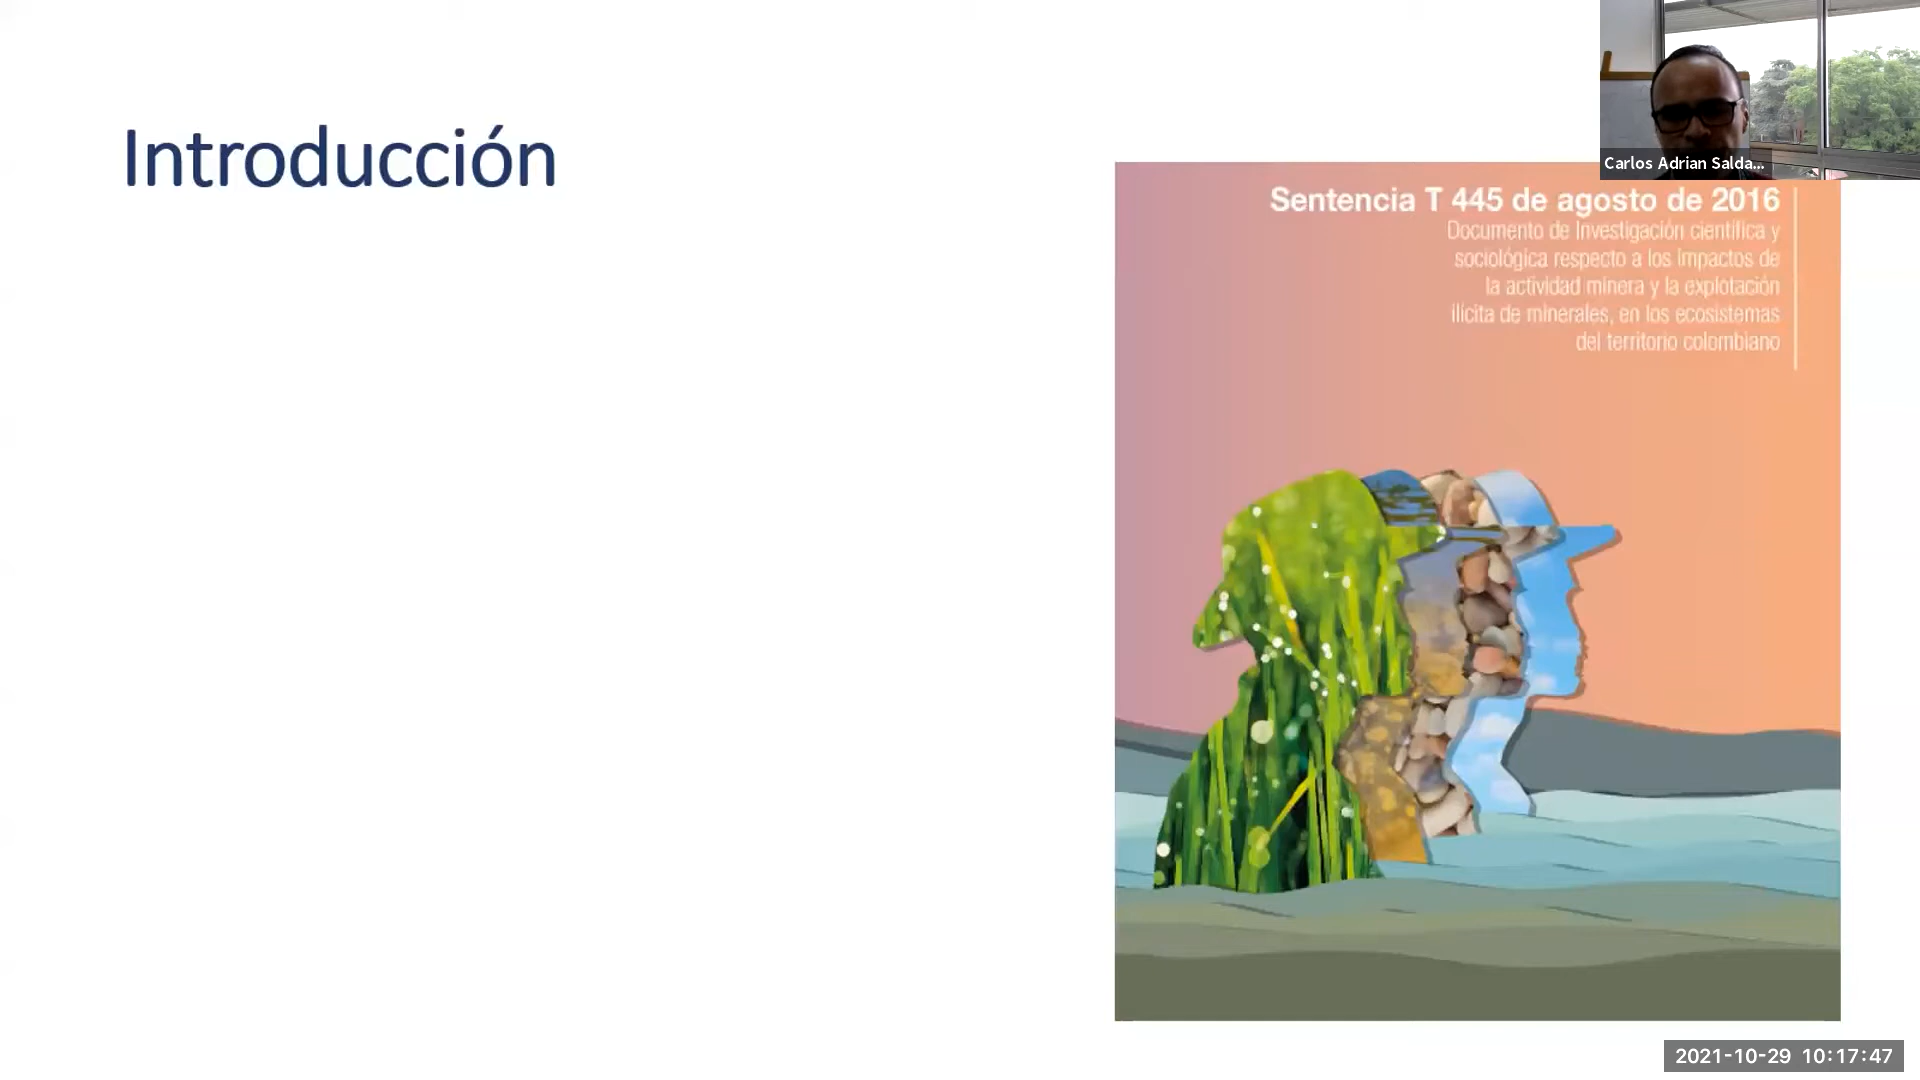 Introducción
Carlos Adrian Salda...
Sentencia T 445 de agosto de 2016
Documento de Investigación científica y
sociológica respecto a los Impactos de
la actividad minera y la explotación
ilícita de minerales, en los ecosistemas
del territorio colombiano
2021-10-29 10:17:47